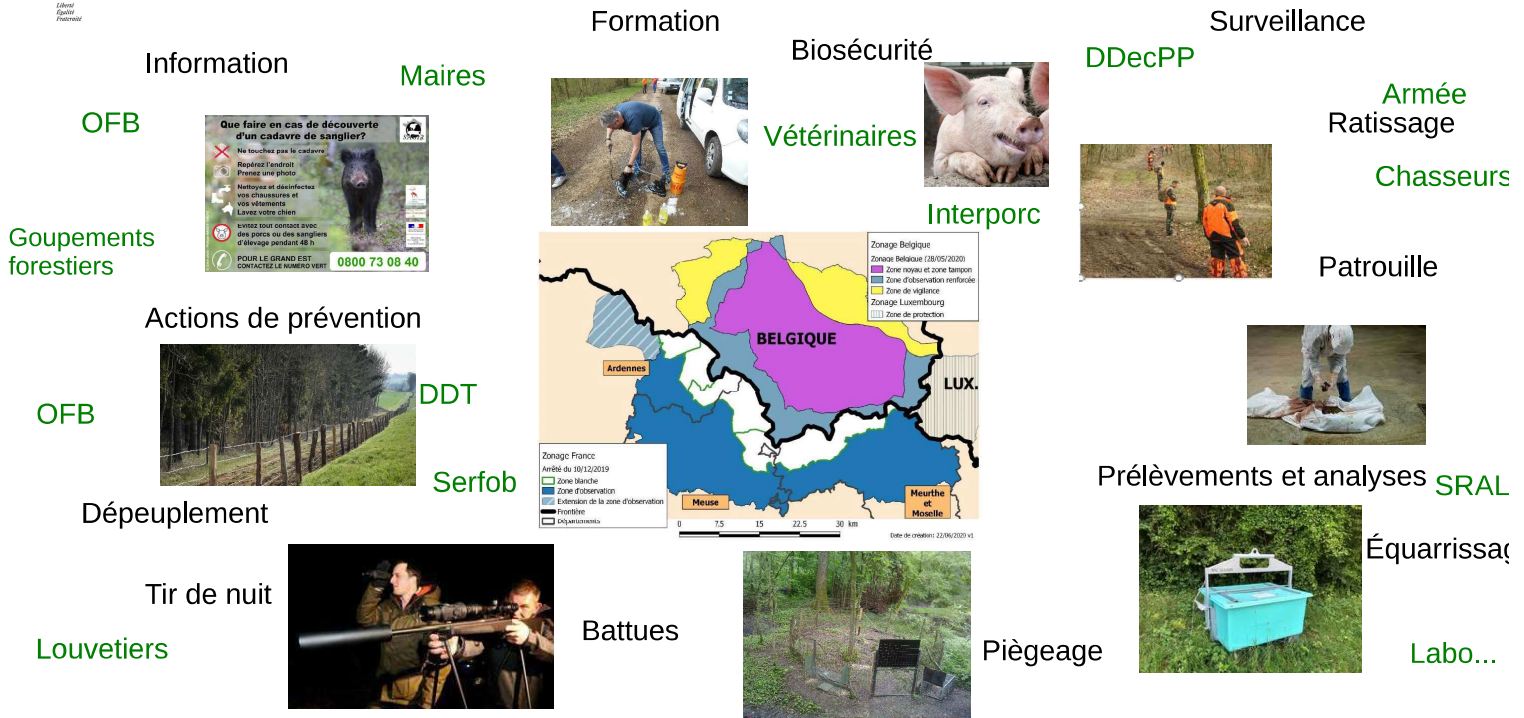 Liberté
Égalité
Fraternité
Formation
Surveillance
Information
Biosécurité
Maires
DDecPP
OFB
Armée
Ratissage
Vétérinaires
Chasseurs
Interporc
Goupements
forestiers
Patrouille
Que faire en cas de découverte
d'un cadavre de sanglier?
Ne touchez pas le cadavre
Repérez l'endroit
Prenez une photo
Nettoyez et désinfectez
vos chaussures et
vos vêtements
Lavez votre chien
Evitez tout contact avec
des porcs ou des sangliers
d'élevage pendant 48 h
POUR LE GRAND EST
CONTACTEZ LE NUMÉRO VERT
0800 73 08 40
Zonage Belgique
Zonage Belgique (28/05/2020)
Zone noyau et zone tampon
Zone d'observation renforcée
Zone de vigilance
Zonage Luxembourg
Zone de protection
BELGIQUE
Ardennes
LUX.
Zonage France
Arrêté du 10/12/2019
Zone blanche
Zone d'observation
Extension de la zone d'observation
Frontière
Départements
Meuse
Meurthe
et
Moselle
0 7.5 15 22.5 30 km
Date de création: 22/06/2020 v1
Actions de prévention
OFB
DDT
Serfob
Prélèvements et analyses
SRAL
Dépeuplement
Équarrissag
Tir de nuit
Battues
Piègeage
Louvetiers
Labo...